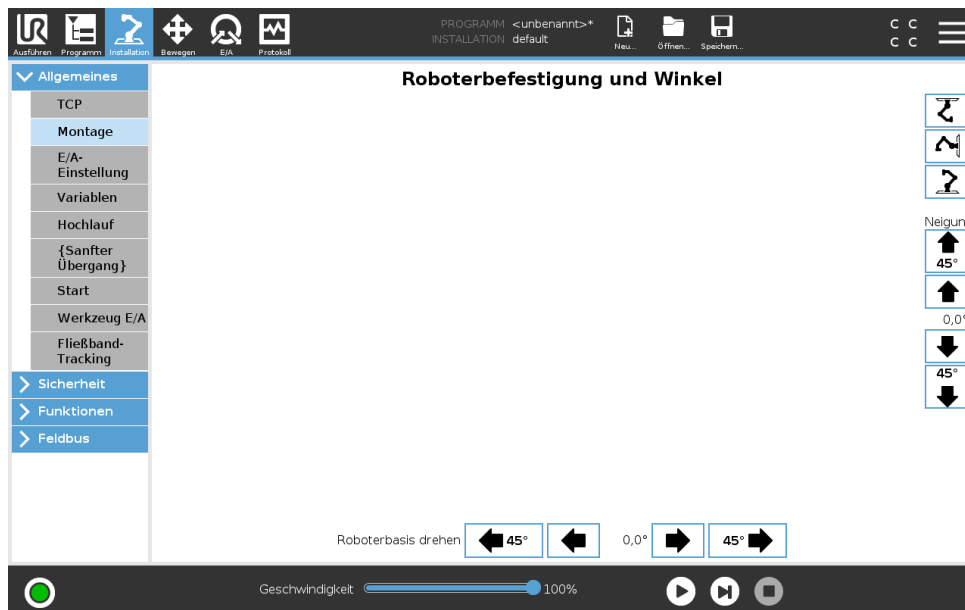 UR
Ausführen
Programm
Installation
Bewegen
E/A
Protokoll
PROGRAMM <unbenannt>*
INSTALLATION default
Neu...
Öffnen...
Speichern...
C C
C C
Allgemeines
TCP
Montage
E/A-
Einstellung
Variablen
Hochlauf
{Sanfter
Übergang}
Start
Werkzeug E/A
Fließband-
Tracking
Sicherheit
Funktionen
Feldbus
Roboterbefestigung und Winkel
Neigun
45°
0,0°
45°
Roboterbasis drehen 45° 0,0° 45°
Geschwindigkeit 100%